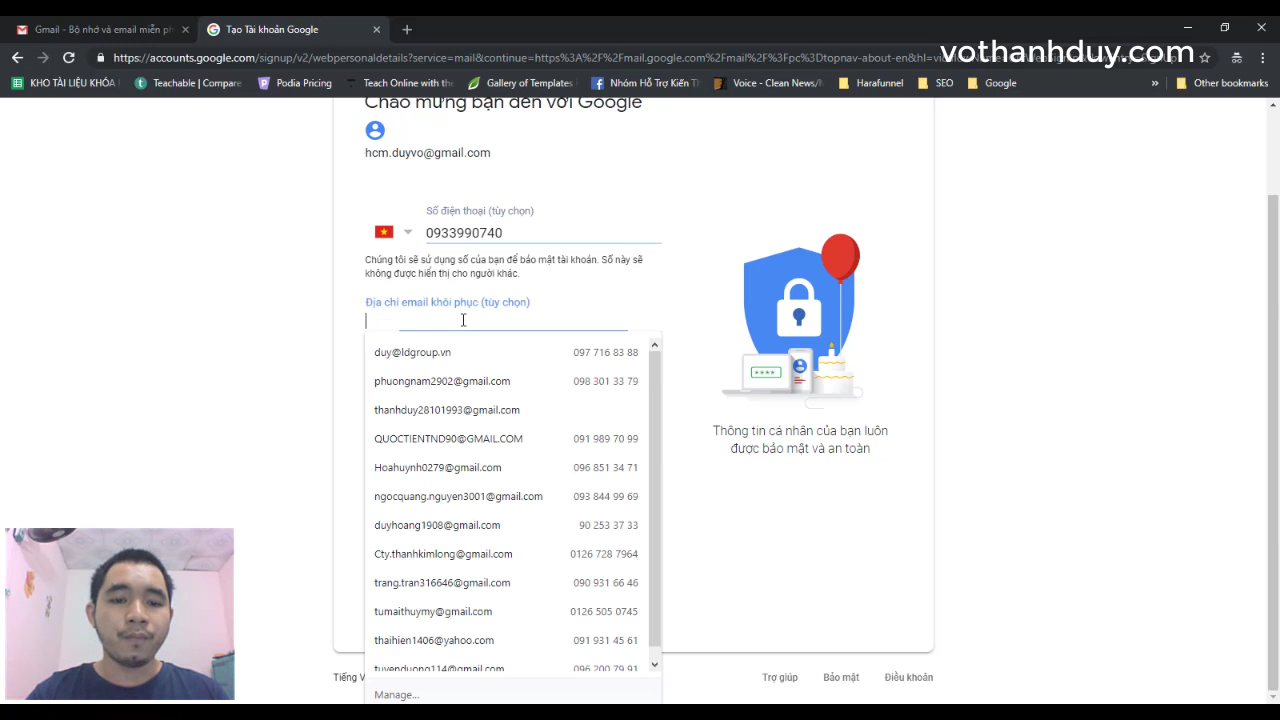 Gmail - Bộ nhớ và email miễn ph
Tạo Tài khoản Google
https://accounts.google.com/signup/v2/webpersonaldetails?service=mail&continue=https%3A%2F%2Fmail.google.com%2Fmail%2F%3Fpc%3Dtopnav-about-en&hl=vi
vothanhduy.com
KHO TÀI LIỆU KHÓA
Teachable | Compare
Podia Pricing
Teach Online with the
Gallery of Templates
Nhóm Hỗ Trợ Kiến Th
Voice - Clean News/
Harafunnel
SEO
Google
»
Other bookmarks
Chào mừng bạn đến với Google
hcm.duyvo@gmail.com
Số điện thoại (tùy chọn)
0933990740
Chúng tôi sẽ sử dụng số của bạn để bảo mật tài khoản. Số này sẽ
không được hiển thị cho người khác.
Địa chỉ email khôi phục (tùy chọn)
duy@ldgroup.vn 097 716 83 88
phuongnam2902@gmail.com 098 301 33 79
thanhduy28101993@gmail.com
QUOCTIENTND90@GMAIL.COM 091 989 70 99
Hoahuynh0279@gmail.com 096 851 34 71
ngocquang.nguyen3001@gmail.com 093 844 99 69
duyhoang1908@gmail.com 90 253 37 33
Cty.thanhkimlong@gmail.com 0126 728 7964
trang.tran316646@gmail.com 090 931 66 46
tumaithuymy@gmail.com 0126 505 0745
thaihien1406@yahoo.com 091 931 45 61
tuyenduong114@gmail.com 096 200 79 91
Manage...
****
Thông tin cá nhân của bạn luôn
được bảo mật và an toàn
Tiếng V
Trợ giúp
Bảo mật
Điều khoản